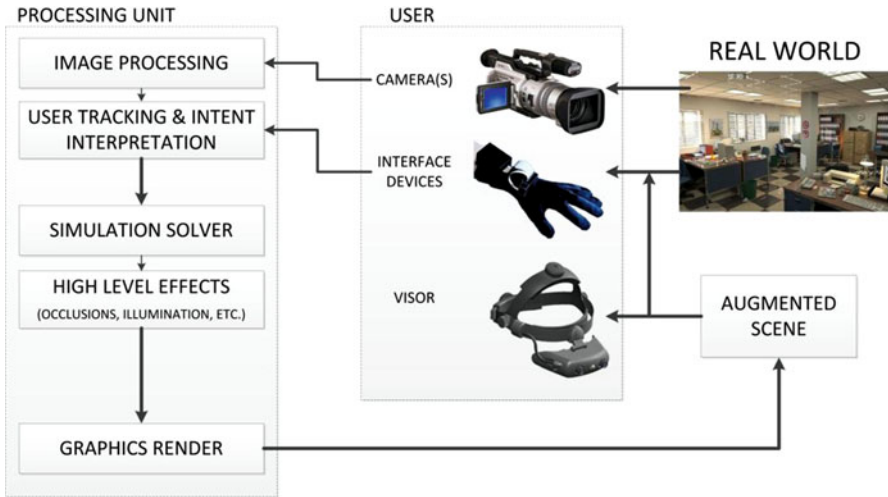 PROCESSING UNIT
IMAGE PROCESSING
USER TRACKING & INTENT
INTERPRETATION
SIMULATION SOLVER
HIGH LEVEL EFFECTS
(OCCLUSIONS, ILLUMINATION, ETC.)
GRAPHICS RENDER
USER
CAMERA(S)
INTERFACE
DEVICES
VISOR
REAL WORLD
AUGMENTED
SCENE